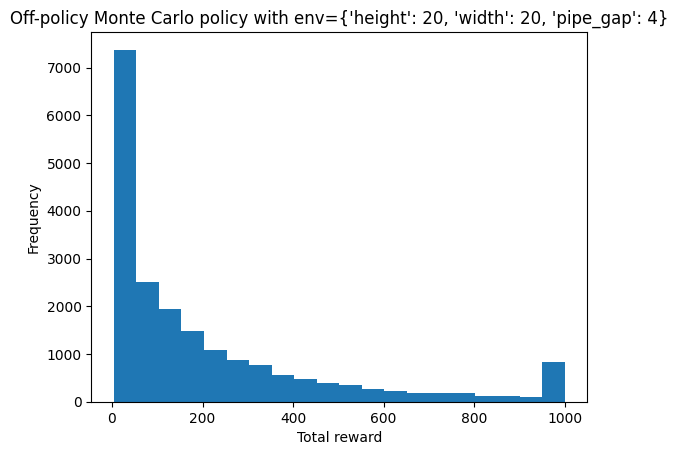 Off-policy Monte Carlo policy with env={'height': 20, 'width': 20, 'pipe_gap': 4}
7000
6000
5000
4000
3000
2000
1000
0
Frequency
0 200 400 600 800 1000
Total reward